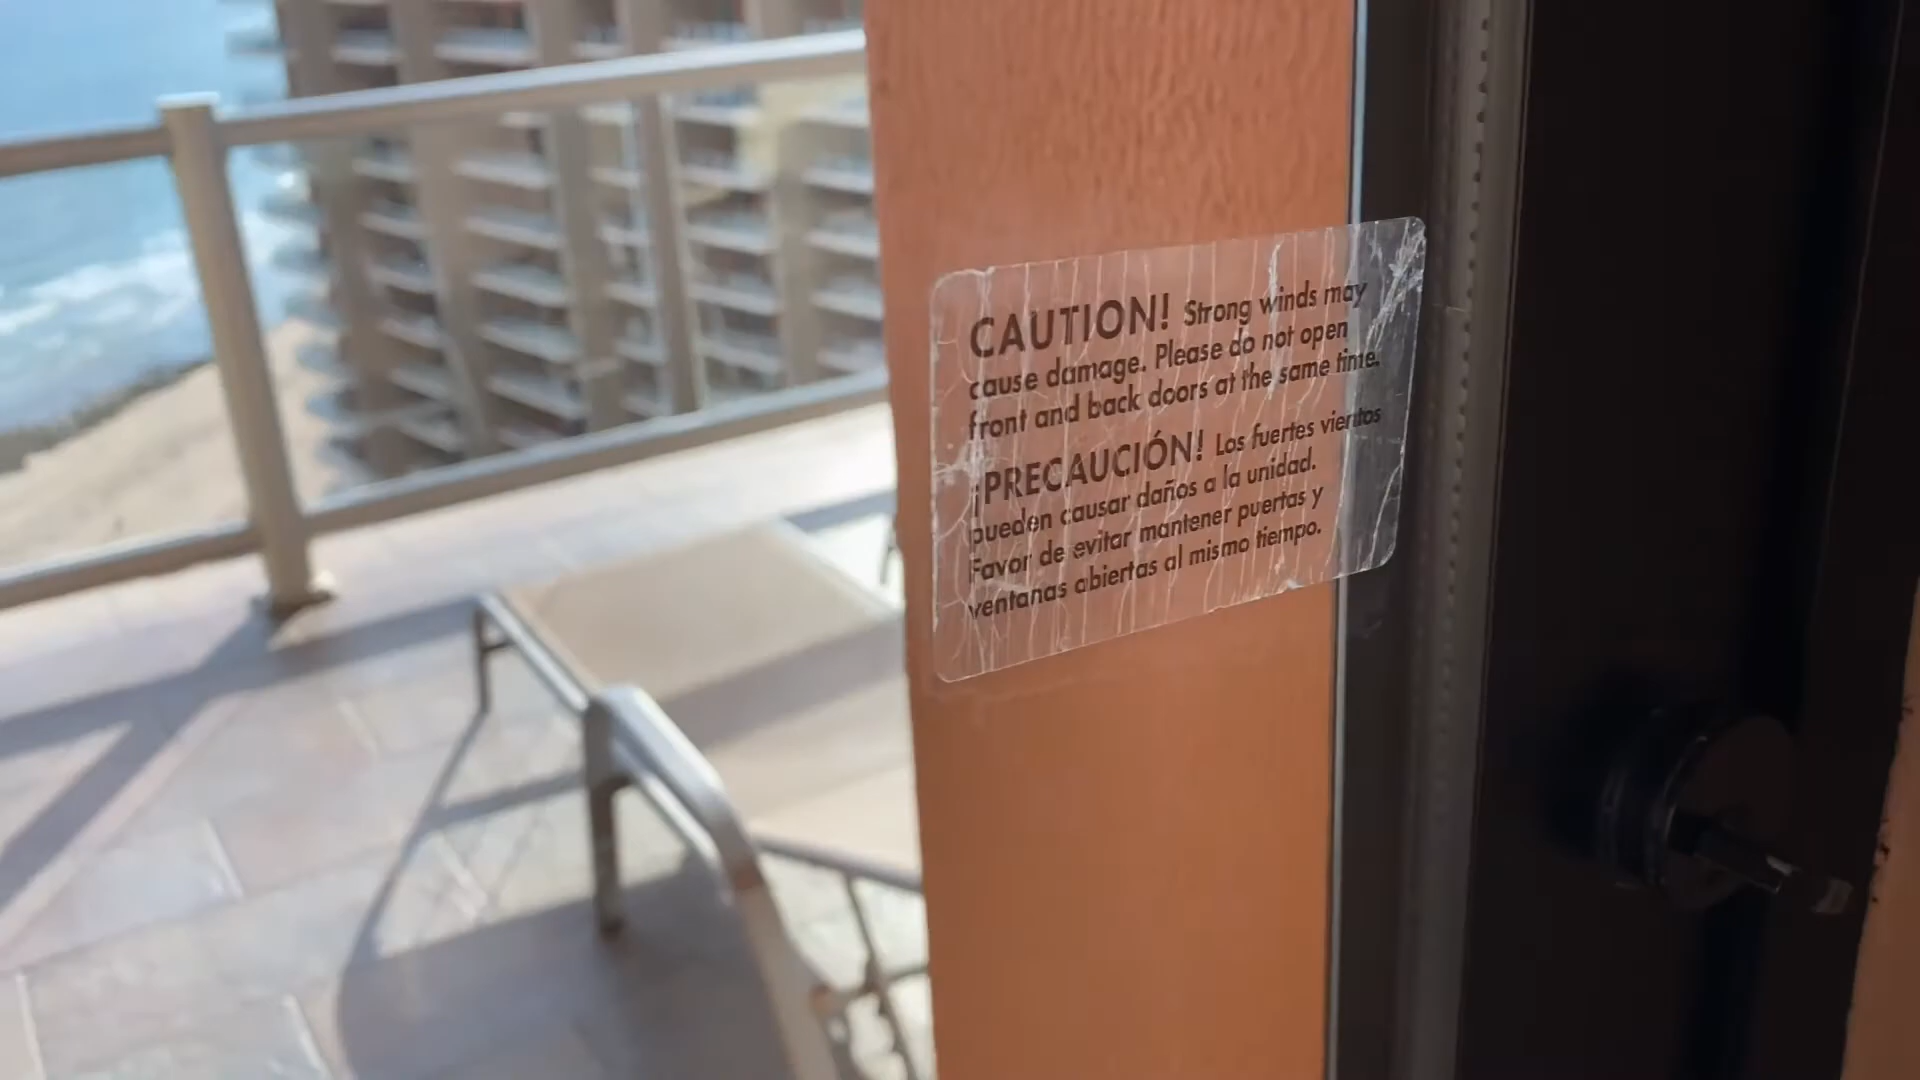 CAUTION! Strong winds may
cause damage. Please do not open
front and back doors at the same time.
¡PRECAUCIÓN! Los fuertes vientos
pueden causar daños a la unidad.
Favor de evitar mantener puertas y
ventanas abiertas al mismo tiempo.